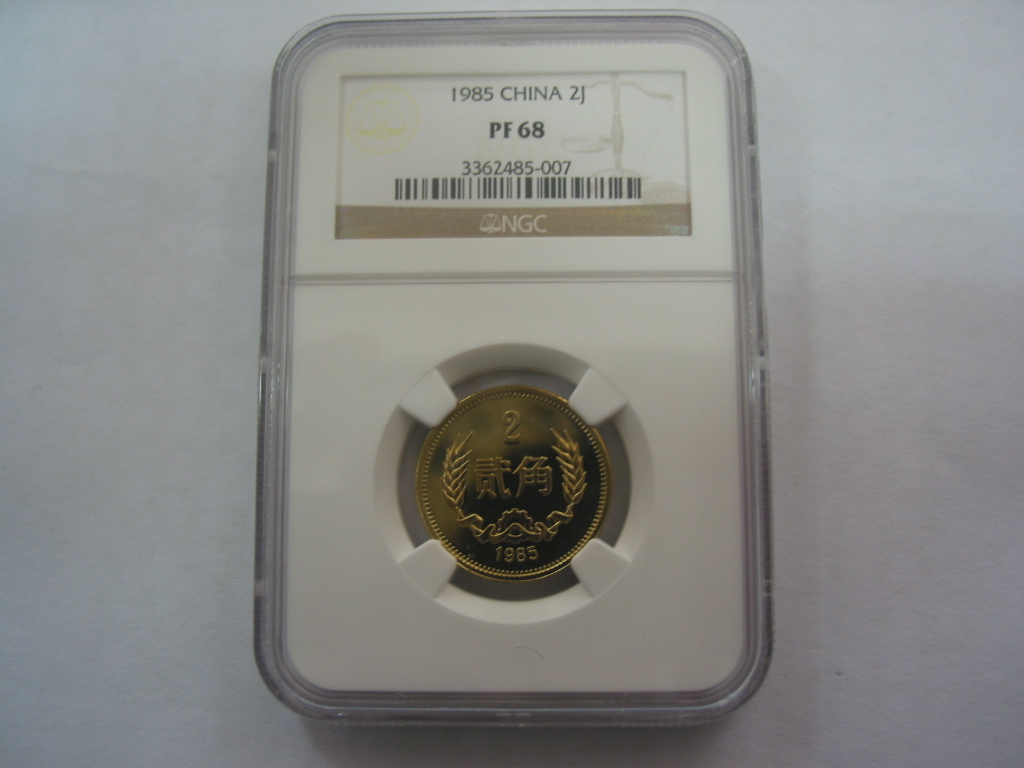 1985 CHINA 2J
PF 68
3362485-007
NGC
2
贰角
1985